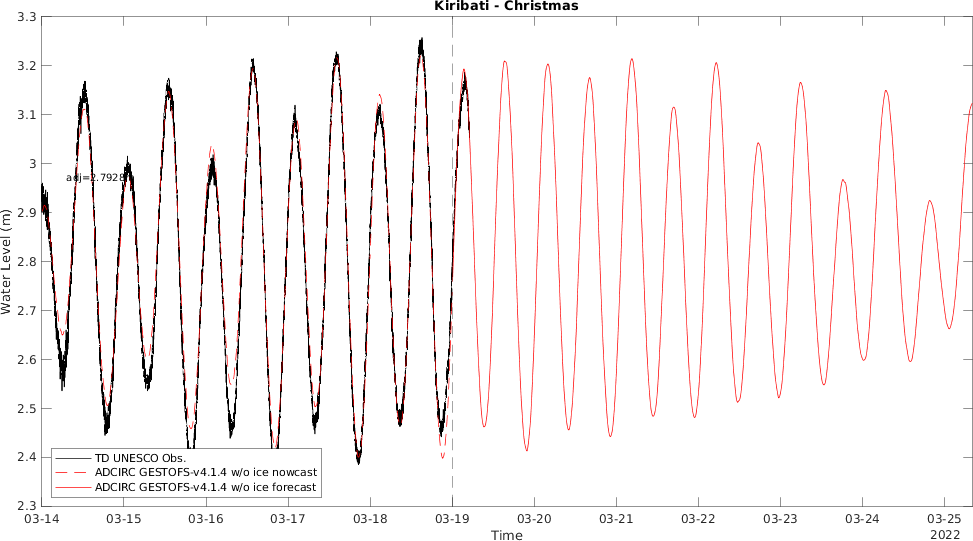 Kiribati - Christmas
3.3
3.2
3.1
3
2.9
2.8
2.7
2.6
2.5
2.4
2.3
Water Level (m)
adj=2.7928
TD UNESCO Obs.
ADCIRC GESTOFS-v4.1.4 w/o ice nowcast
ADCIRC GESTOFS-v4.1.4 w/o ice forecast
03-14 03-15 03-16 03-17 03-18 03-19 03-20 03-21 03-22 03-23 03-24 03-25
Time
2022